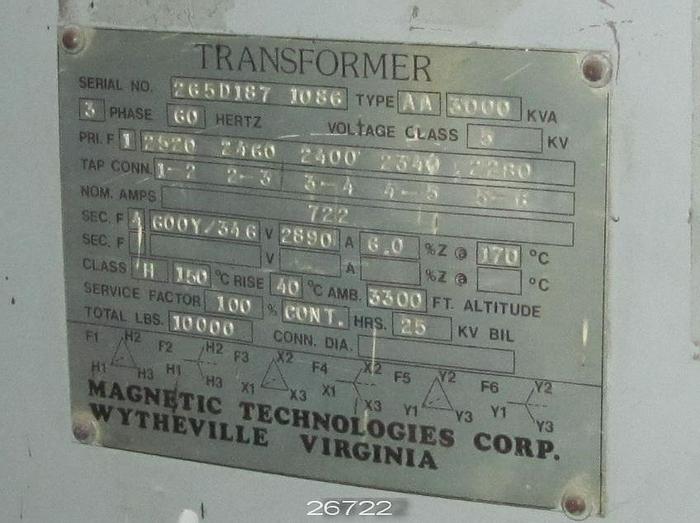 TRANSFORMER
SERIAL NO. 265D187 1086 TYPE AA 3000 KVA
3 PHASE 60 HERTZ VOLTAGE CLASS 5 KV
PRI. F 1 2520 2460 2400 2340 2280
TAP CONN. 1-2 2-3 3-4 4-5 5-6
NOM. AMPS 722
SEC. F 4 600Y/346 V 2890 A 6.0 %Z @ 170 °C
SEC. F V A %Z @ °C
CLASS H 150 °C RISE 40 °C AMB. 3300 FT. ALTITUDE
SERVICE FACTOR 100 % CONT. HRS. 25 KV BIL
TOTAL LBS. 10000 CONN. DIA.
F1 H2 F2 H2 F3 X2 F4 X2 F5 Y2 F6 Y2
H1 H3 H1 H3 X1 X3 X1 X3 Y1 Y3 Y1 Y3
MAGNETIC TECHNOLOGIES CORP.
WYTHEVILLE VIRGINIA
26722